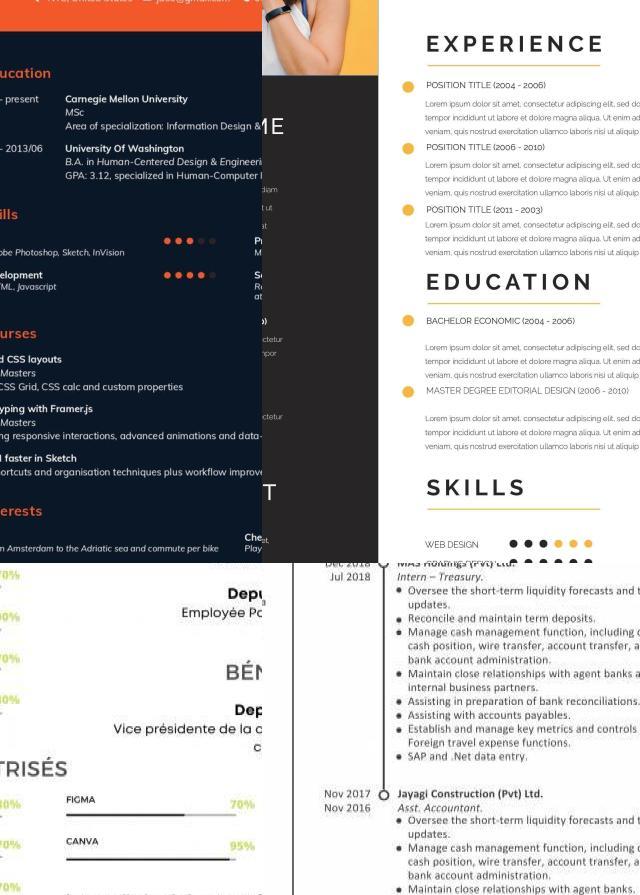 NYC, United States
ucation
- present
Carnegie Mellon University
MSc
Area of specialization: Information Design &
- 2013/06
University Of Washington
B.A. in Human-Centered Design & Engineeri
GPA: 3.12, specialized in Human-Computer I
ills
obe Photoshop, Sketch, InVision
elopment
TML, Javascript
urses
d CSS layouts
Masters
CSS Grid, CSS calc and custom properties
yping with Framer.js
Masters
ng responsive interactions, advanced animations and data-
d faster in Sketch
ortcuts and organisation techniques plus workflow improve
erests
Che
m Amsterdam to the Adriatic sea and commute per bike
Play
ME
diam
ut ut
at
ctetur
por
ctetur
T
EXPERIENCE
POSITION TITLE (2004 - 2006)
Lorem ipsum dolor sit amet, consectetur adipiscing elit, sed do
tempor incididunt ut labore et dolore magna aliqua. Ut enim ad
veniam, quis nostrud exercitation ullamco laboris nisi ut aliquip
POSITION TITLE (2006 - 2010)
Lorem ipsum dolor sit amet, consectetur adipiscing elit, sed do
tempor incididunt ut labore et dolore magna aliqua. Ut enim ad
veniam, quis nostrud exercitation ullamco laboris nisi ut aliquip
POSITION TITLE (2011 - 2003)
Lorem ipsum dolor sit amet, consectetur adipiscing elit, sed do
tempor incididunt ut labore et dolore magna aliqua. Ut enim ad
veniam, quis nostrud exercitation ullamco laboris nisi ut aliquip
EDUCATION
BACHELOR ECONOMIC (2004 - 2006)
Lorem ipsum dolor sit amet, consectetur adipiscing elit, sed do
tempor incididunt ut labore et dolore magna aliqua. Ut enim ad
veniam, quis nostrud exercitation ullamco laboris nisi ut aliquip
MASTER DEGREE EDITORIAL DESIGN (2006 - 2010)
Lorem ipsum dolor sit amet, consectetur adipiscing elit, sed do
tempor incididunt ut labore et dolore magna aliqua. Ut enim ad
veniam, quis nostrud exercitation ullamco laboris nisi ut aliquip
SKILLS
WEB DESIGN
70%
Depu
Employée Po
70%
BÉN
Dep
Vice présidente de la c
c
TRISÉS
FIGMA 70%
CANVA 95%
70%
Dec 2018 MAS Holdings (Pvt) Ltd.
Jul 2018 Intern – Treasury.
Oversee the short-term liquidity forecasts and t
updates.
Reconcile and maintain term deposits.
Manage cash management function, including c
cash position, wire transfer, account transfer, a
bank account administration.
Maintain close relationships with agent banks a
internal business partners.
Assisting in preparation of bank reconciliations.
Assisting with accounts payables.
Establish and manage key metrics and controls
Foreign travel expense functions.
SAP and .Net data entry.
Nov 2017 Jayagi Construction (Pvt) Ltd.
Nov 2016 Asst. Accountant.
Oversee the short-term liquidity forecasts and t
updates.
Manage cash management function, including c
cash position, wire transfer, account transfer, a
bank account administration.
Maintain close relationships with agent banks.